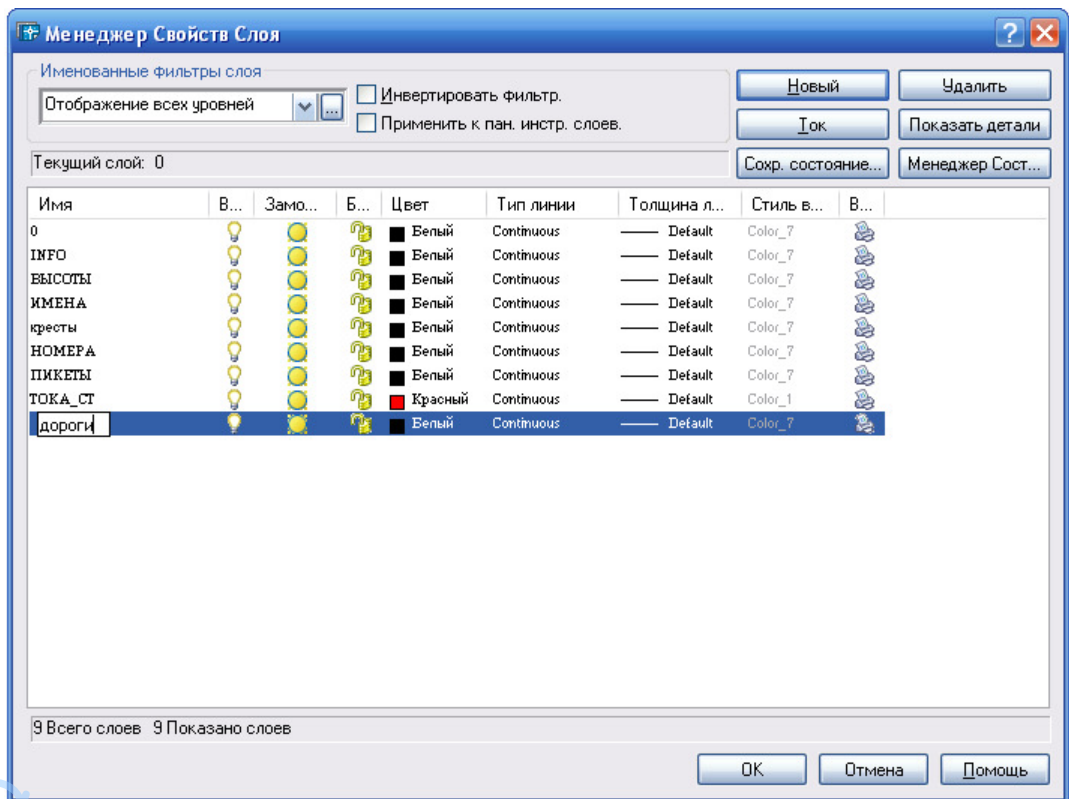 Менеджер Свойств Слоя
Именованные фильтры слоя
Отображение всех уровней ...
Инвертировать фильтр.
Применить к пан. инстр. слоев.
Новый Удалить
Ток Показать детали
Текущий слой: 0
Сохр. состояние... Менеджер Сост...
Имя В... Замо... Б... Цвет Тип линии Толщина л... Стиль в... В...
0 Белый Continuous Default Color_7
INFO Белый Continuous Default Color_7
ВЫСОТЫ Белый Continuous Default Color_7
ИМЕНА Белый Continuous Default Color_7
кресты Белый Continuous Default Color_7
НОМЕРА Белый Continuous Default Color_7
ПИКЕТЫ Белый Continuous Default Color_7
ТОКА_СТ Красный Continuous Default Color_1
дороги Белый Continuous Default Color_7
9 Всего слоев 9 Показано слоев
OK Отмена Помощь